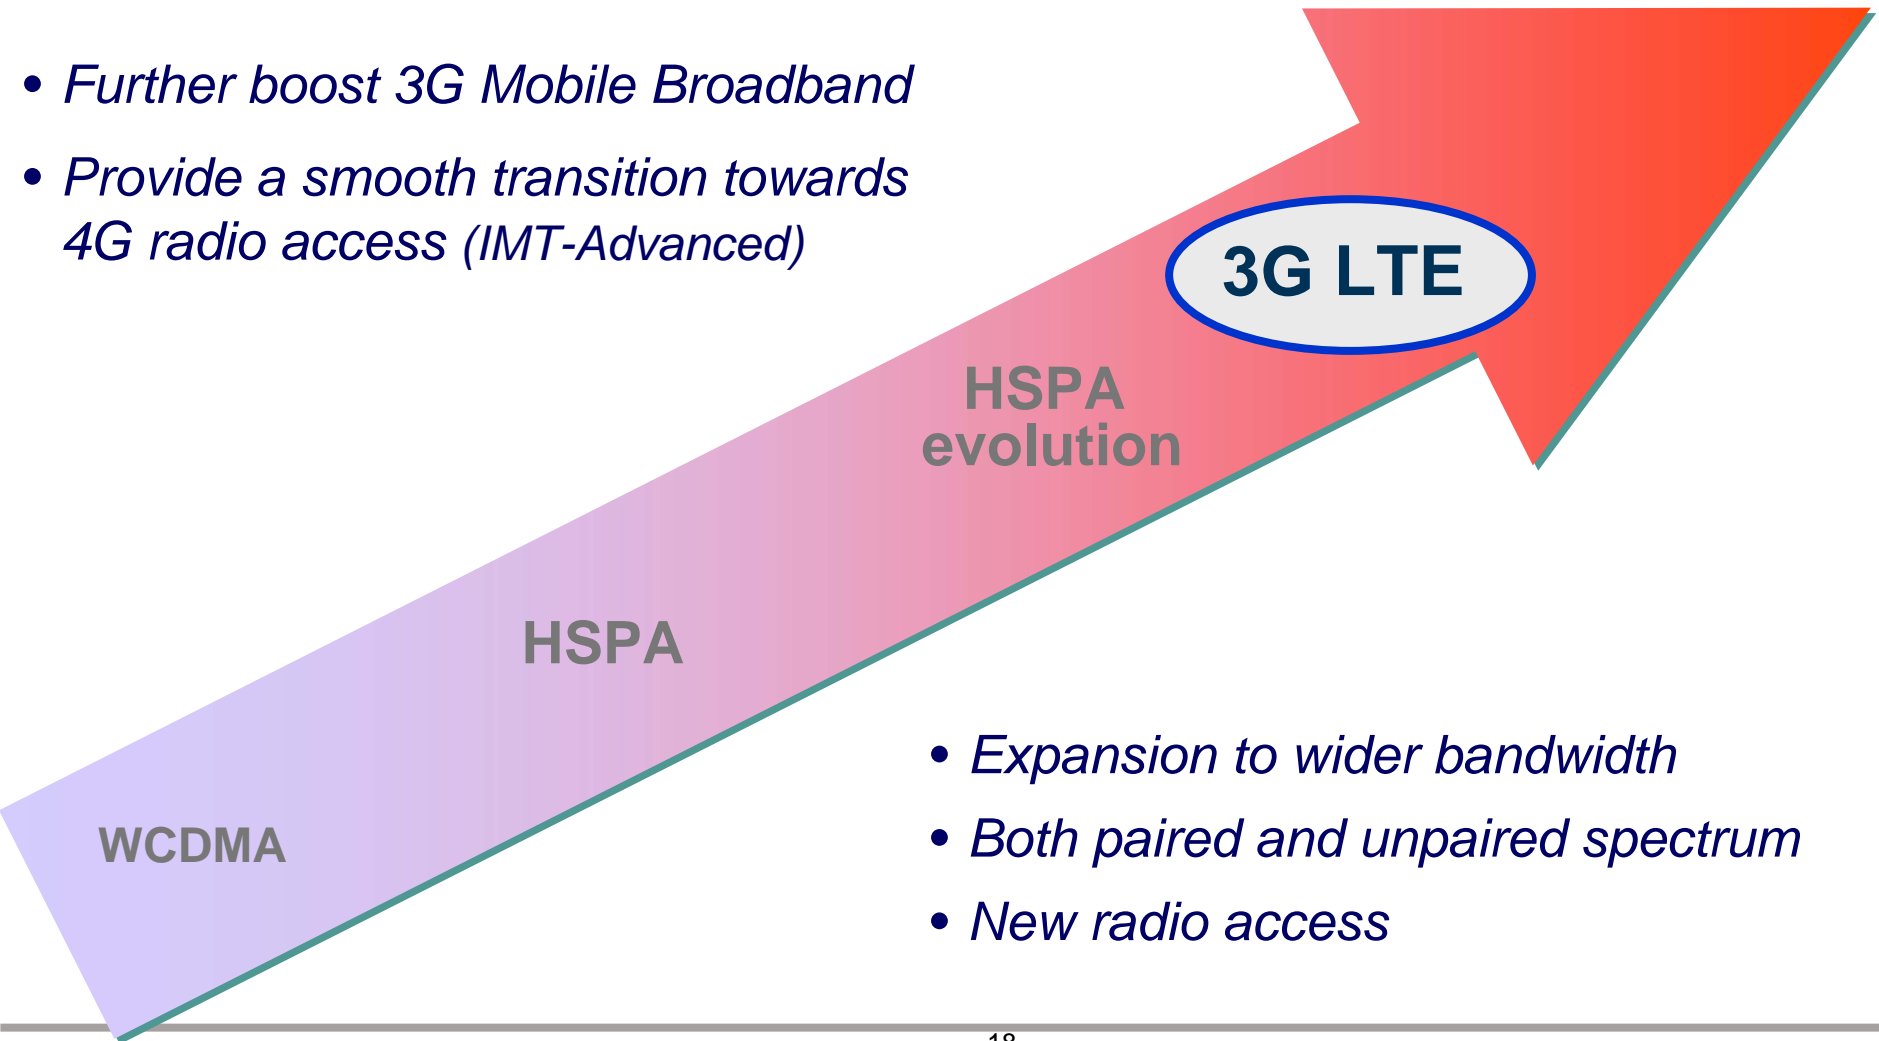 • Further boost 3G Mobile Broadband
• Provide a smooth transition towards
4G radio access (IMT-Advanced)
3G LTE
HSPA
evolution
HSPA
WCDMA
• Expansion to wider bandwidth
• Both paired and unpaired spectrum
• New radio access
18